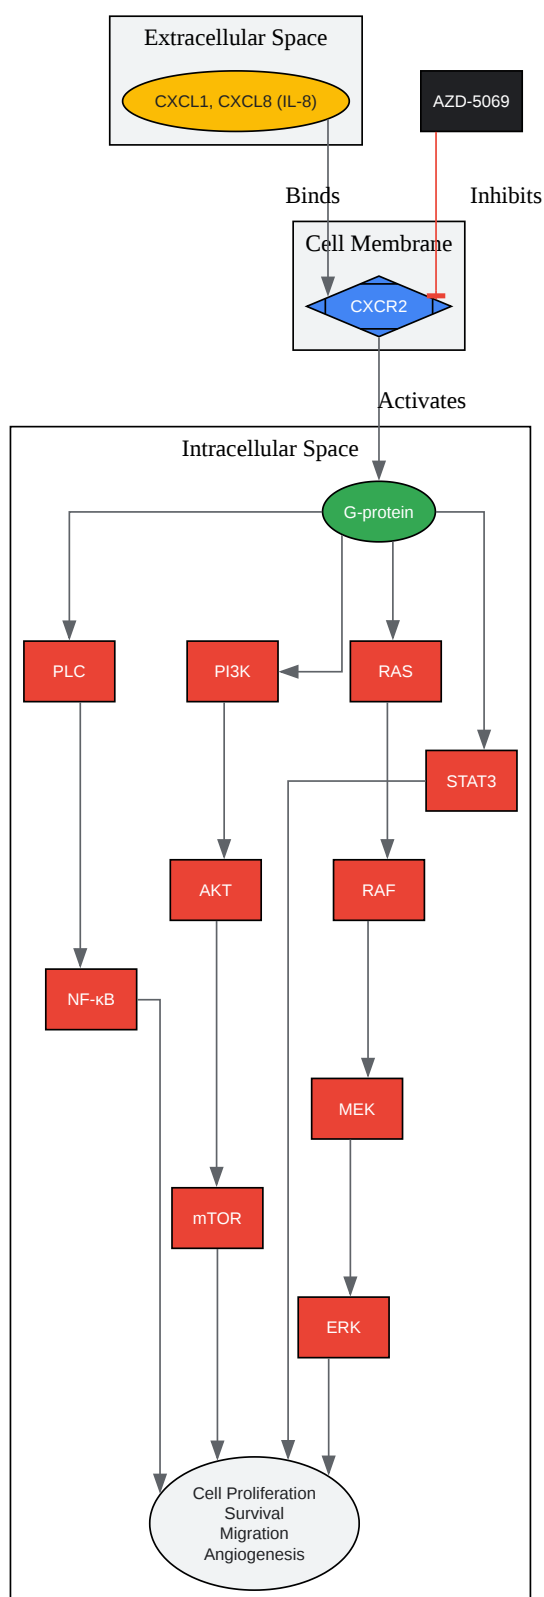 Extracellular Space
CXCL1, CXCL8 (IL-8)
AZD-5069
Binds
Inhibits
Cell Membrane
CXCR2
Activates
Intracellular Space
G-protein
PLC
PI3K
RAS
STAT3
AKT
RAF
NF-κB
MEK
mTOR
ERK
Cell Proliferation
Survival
Migration
Angiogenesis